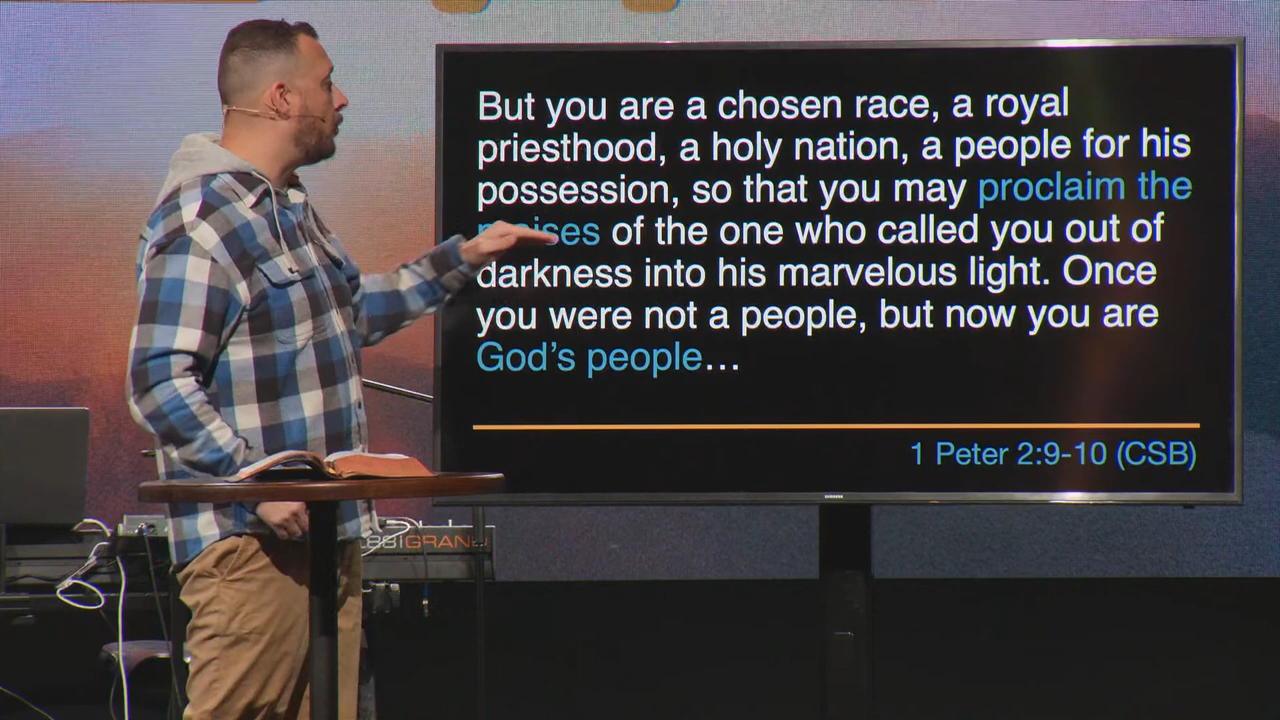 But you are a chosen race, a royal
priesthood, a holy nation, a people for his
possession, so that you may proclaim the
praises of the one who called you out of
darkness into his marvelous light. Once
you were not a people, but now you are
God's people...
1 Peter 2:9-10 (CSB)
SAMSUNG